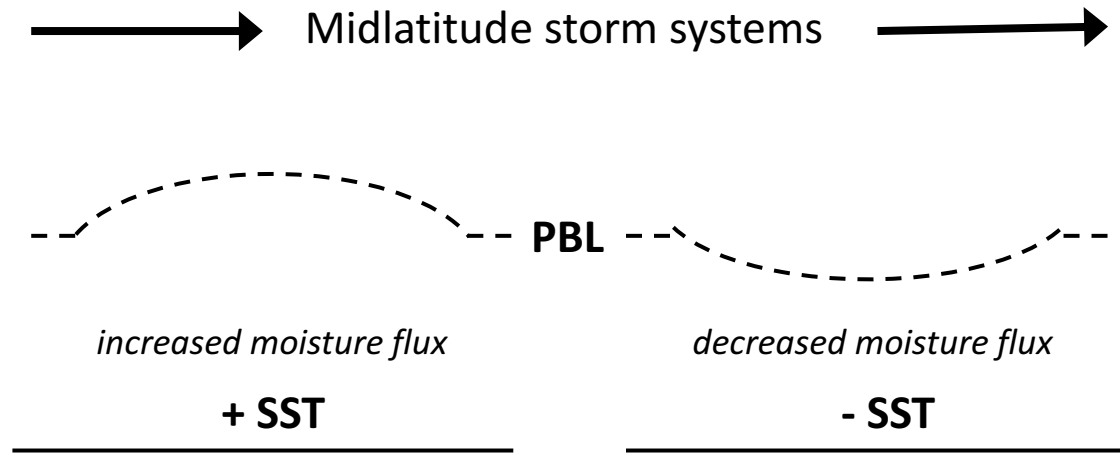 Midlatitude storm systems
PBL
increased moisture flux
decreased moisture flux
+ SST
- SST